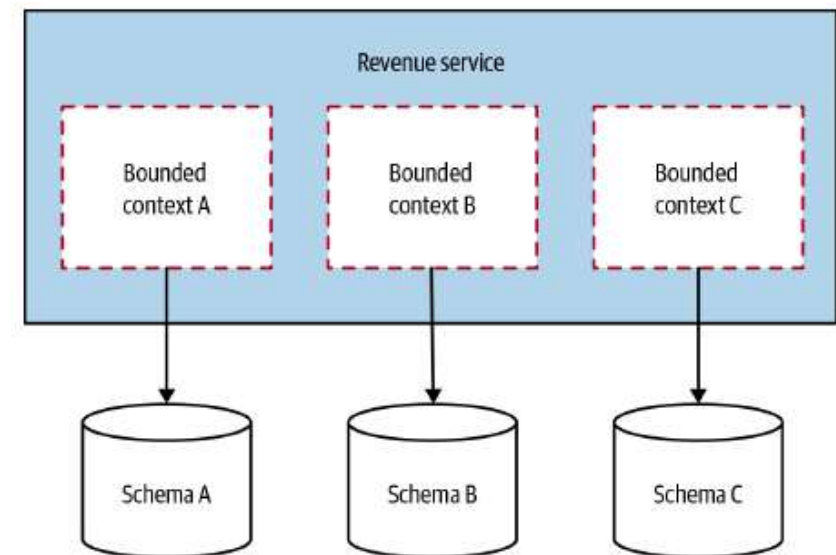 Revenue service
Bounded
context A
Bounded
context B
Bounded
context C
Schema A
Schema B
Schema C